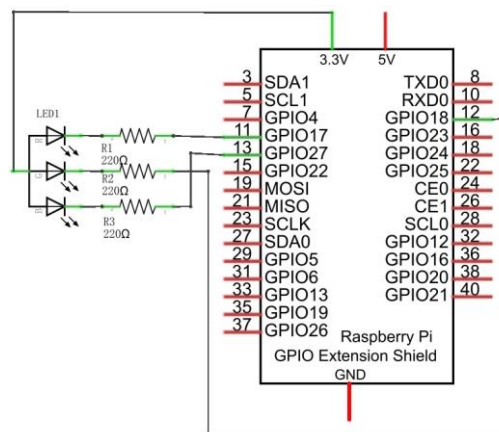 3.3V 5V
3 SDA1 TXD0 8
5 SCL1 RXD0 10
7 GPIO4 GPIO18 12
LED1
11 GPIO17 GPIO23 16
R1
220Ω
13 GPIO27 GPIO24 18
15 GPIO22 GPIO25 22
R2
220Ω
19 MOSI CE0 24
21 MISO CE1 26
R3
220Ω
23 SCLK SCL0 28
27 SDA0 GPIO12 32
29 GPIO5 GPIO16 36
31 GPIO6 GPIO20 38
33 GPIO13 GPIO21 40
35 GPIO19
37 GPIO26
Raspberry Pi
GPIO Extension Shield
GND